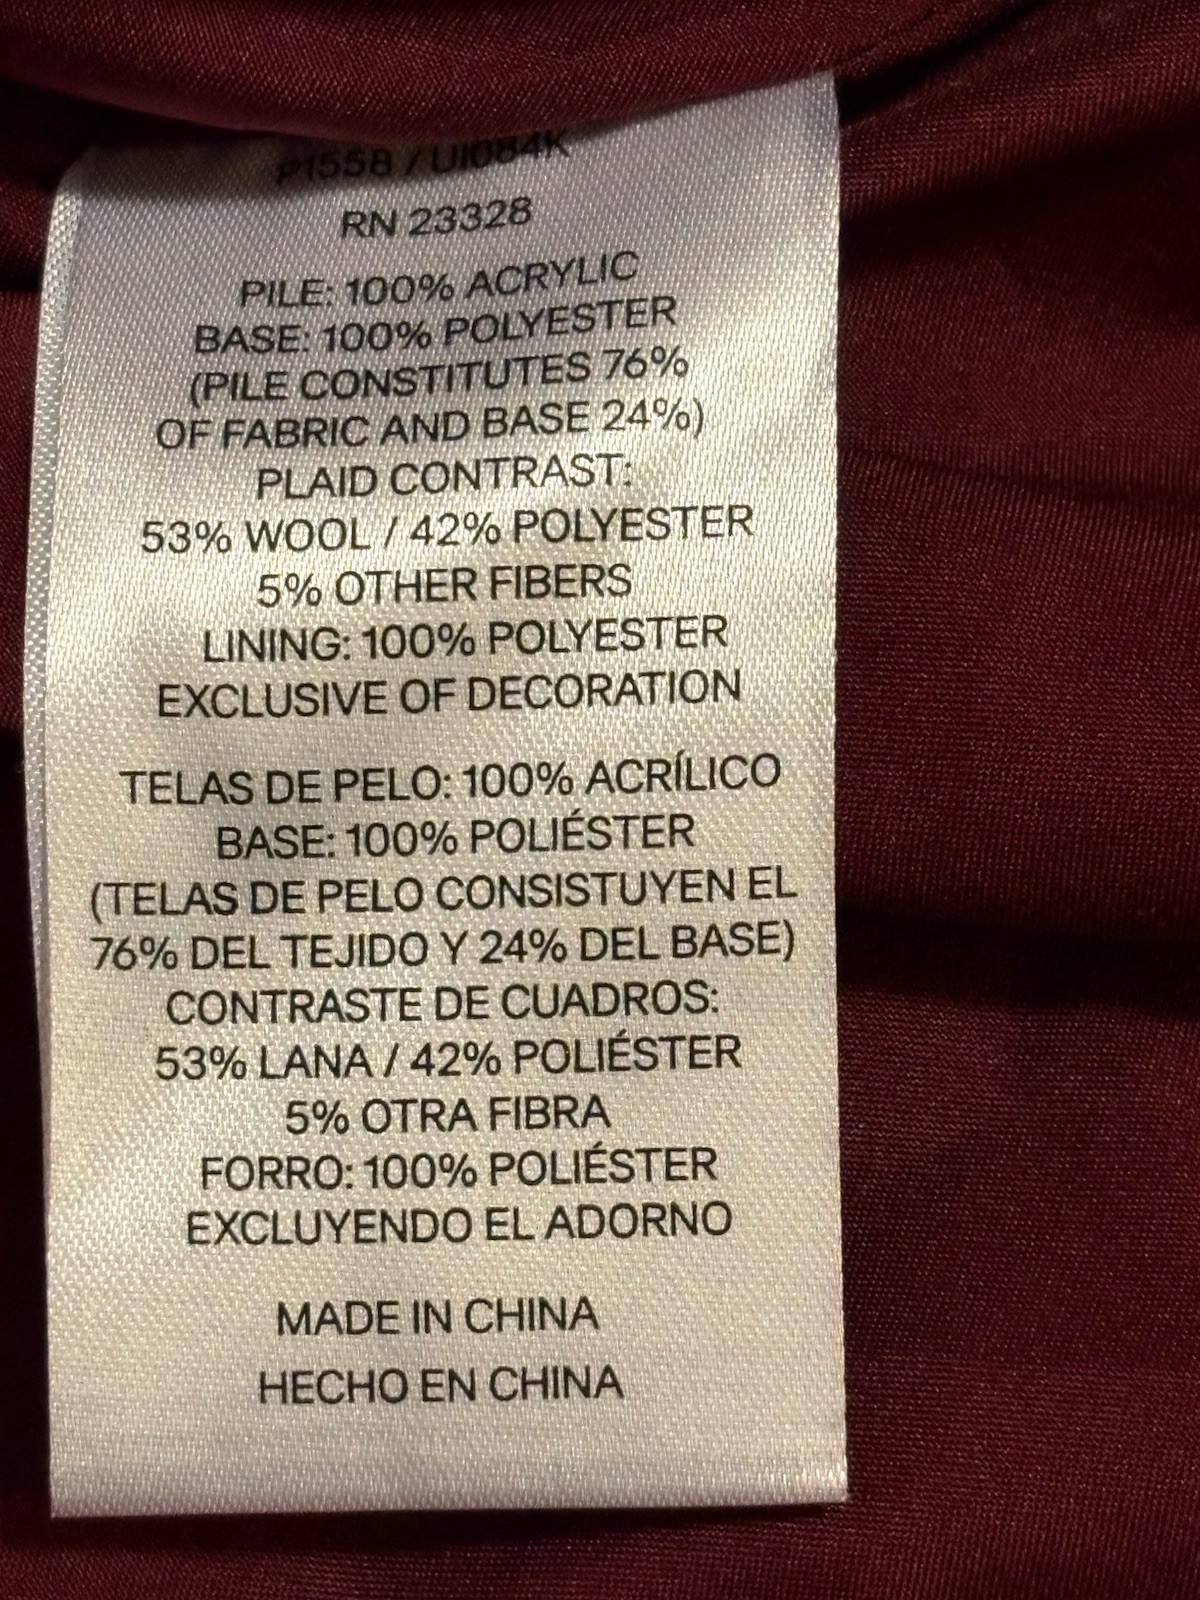 P1558 / UI084K
RN 23328
PILE: 100% ACRYLIC
BASE: 100% POLYESTER
(PILE CONSTITUTES 76%
OF FABRIC AND BASE 24%)
PLAID CONTRAST:
53% WOOL / 42% POLYESTER
5% OTHER FIBERS
LINING: 100% POLYESTER
EXCLUSIVE OF DECORATION
TELAS DE PELO: 100% ACRÍLICO
BASE: 100% POLIÉSTER
(TELAS DE PELO CONSISTUYEN EL
76% DEL TEJIDO Y 24% DEL BASE)
CONTRASTE DE CUADROS:
53% LANA / 42% POLIÉSTER
5% OTRA FIBRA
FORRO: 100% POLIÉSTER
EXCLUYENDO EL ADORNO
MADE IN CHINA
HECHO EN CHINA